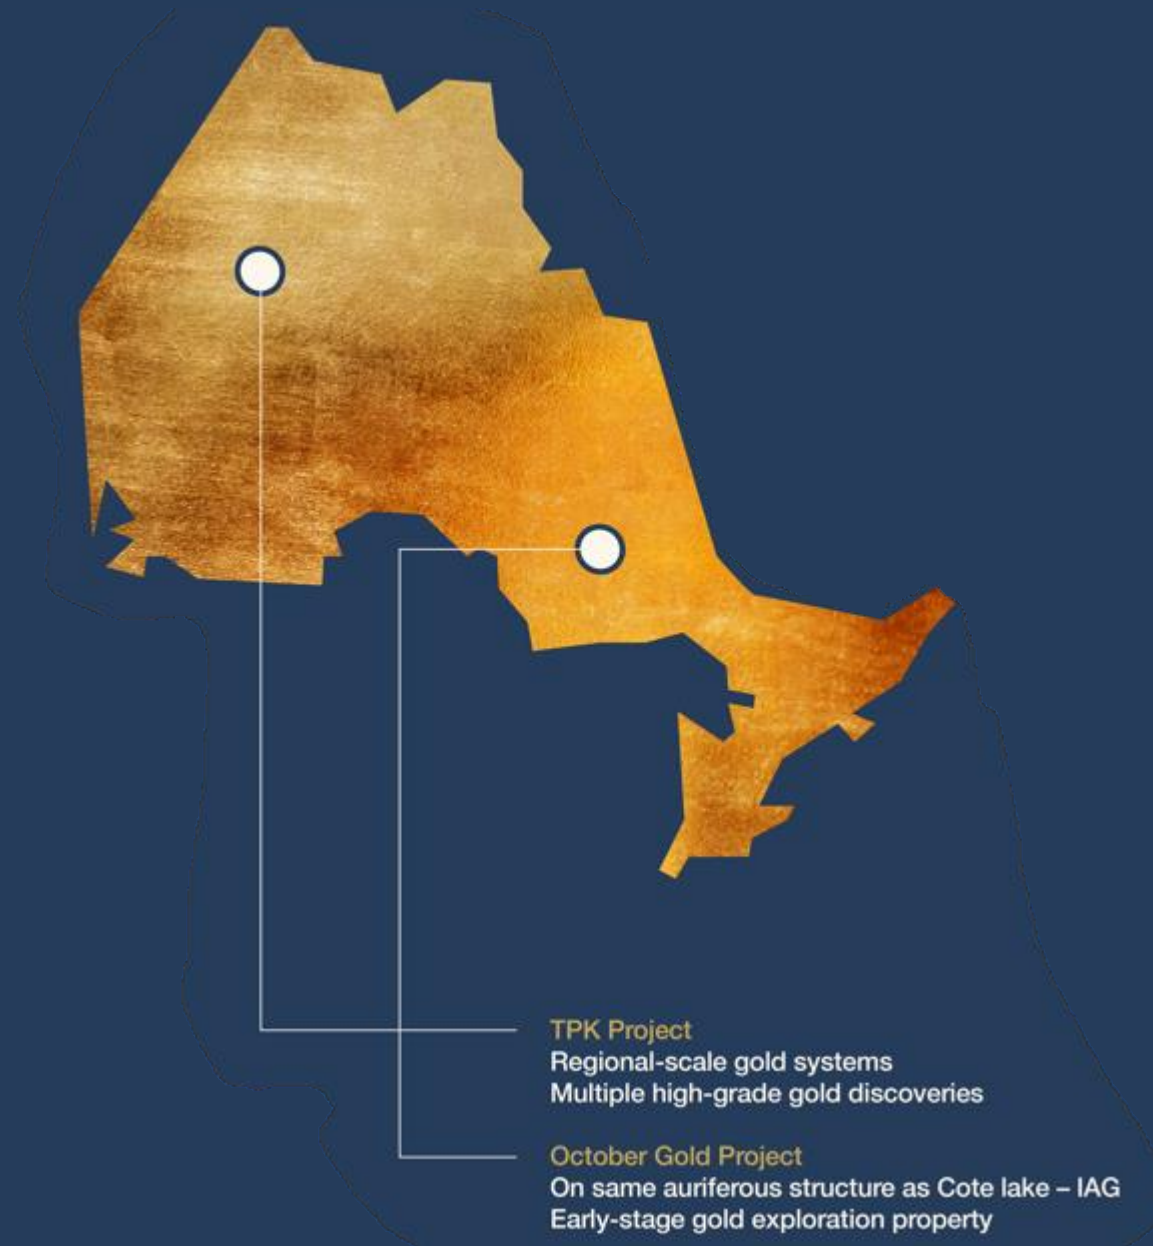 TPK Project
Regional-scale gold systems
Multiple high-grade gold discoveries
October Gold Project
On same auriferous structure as Cote lake – IAG
Early-stage gold exploration property